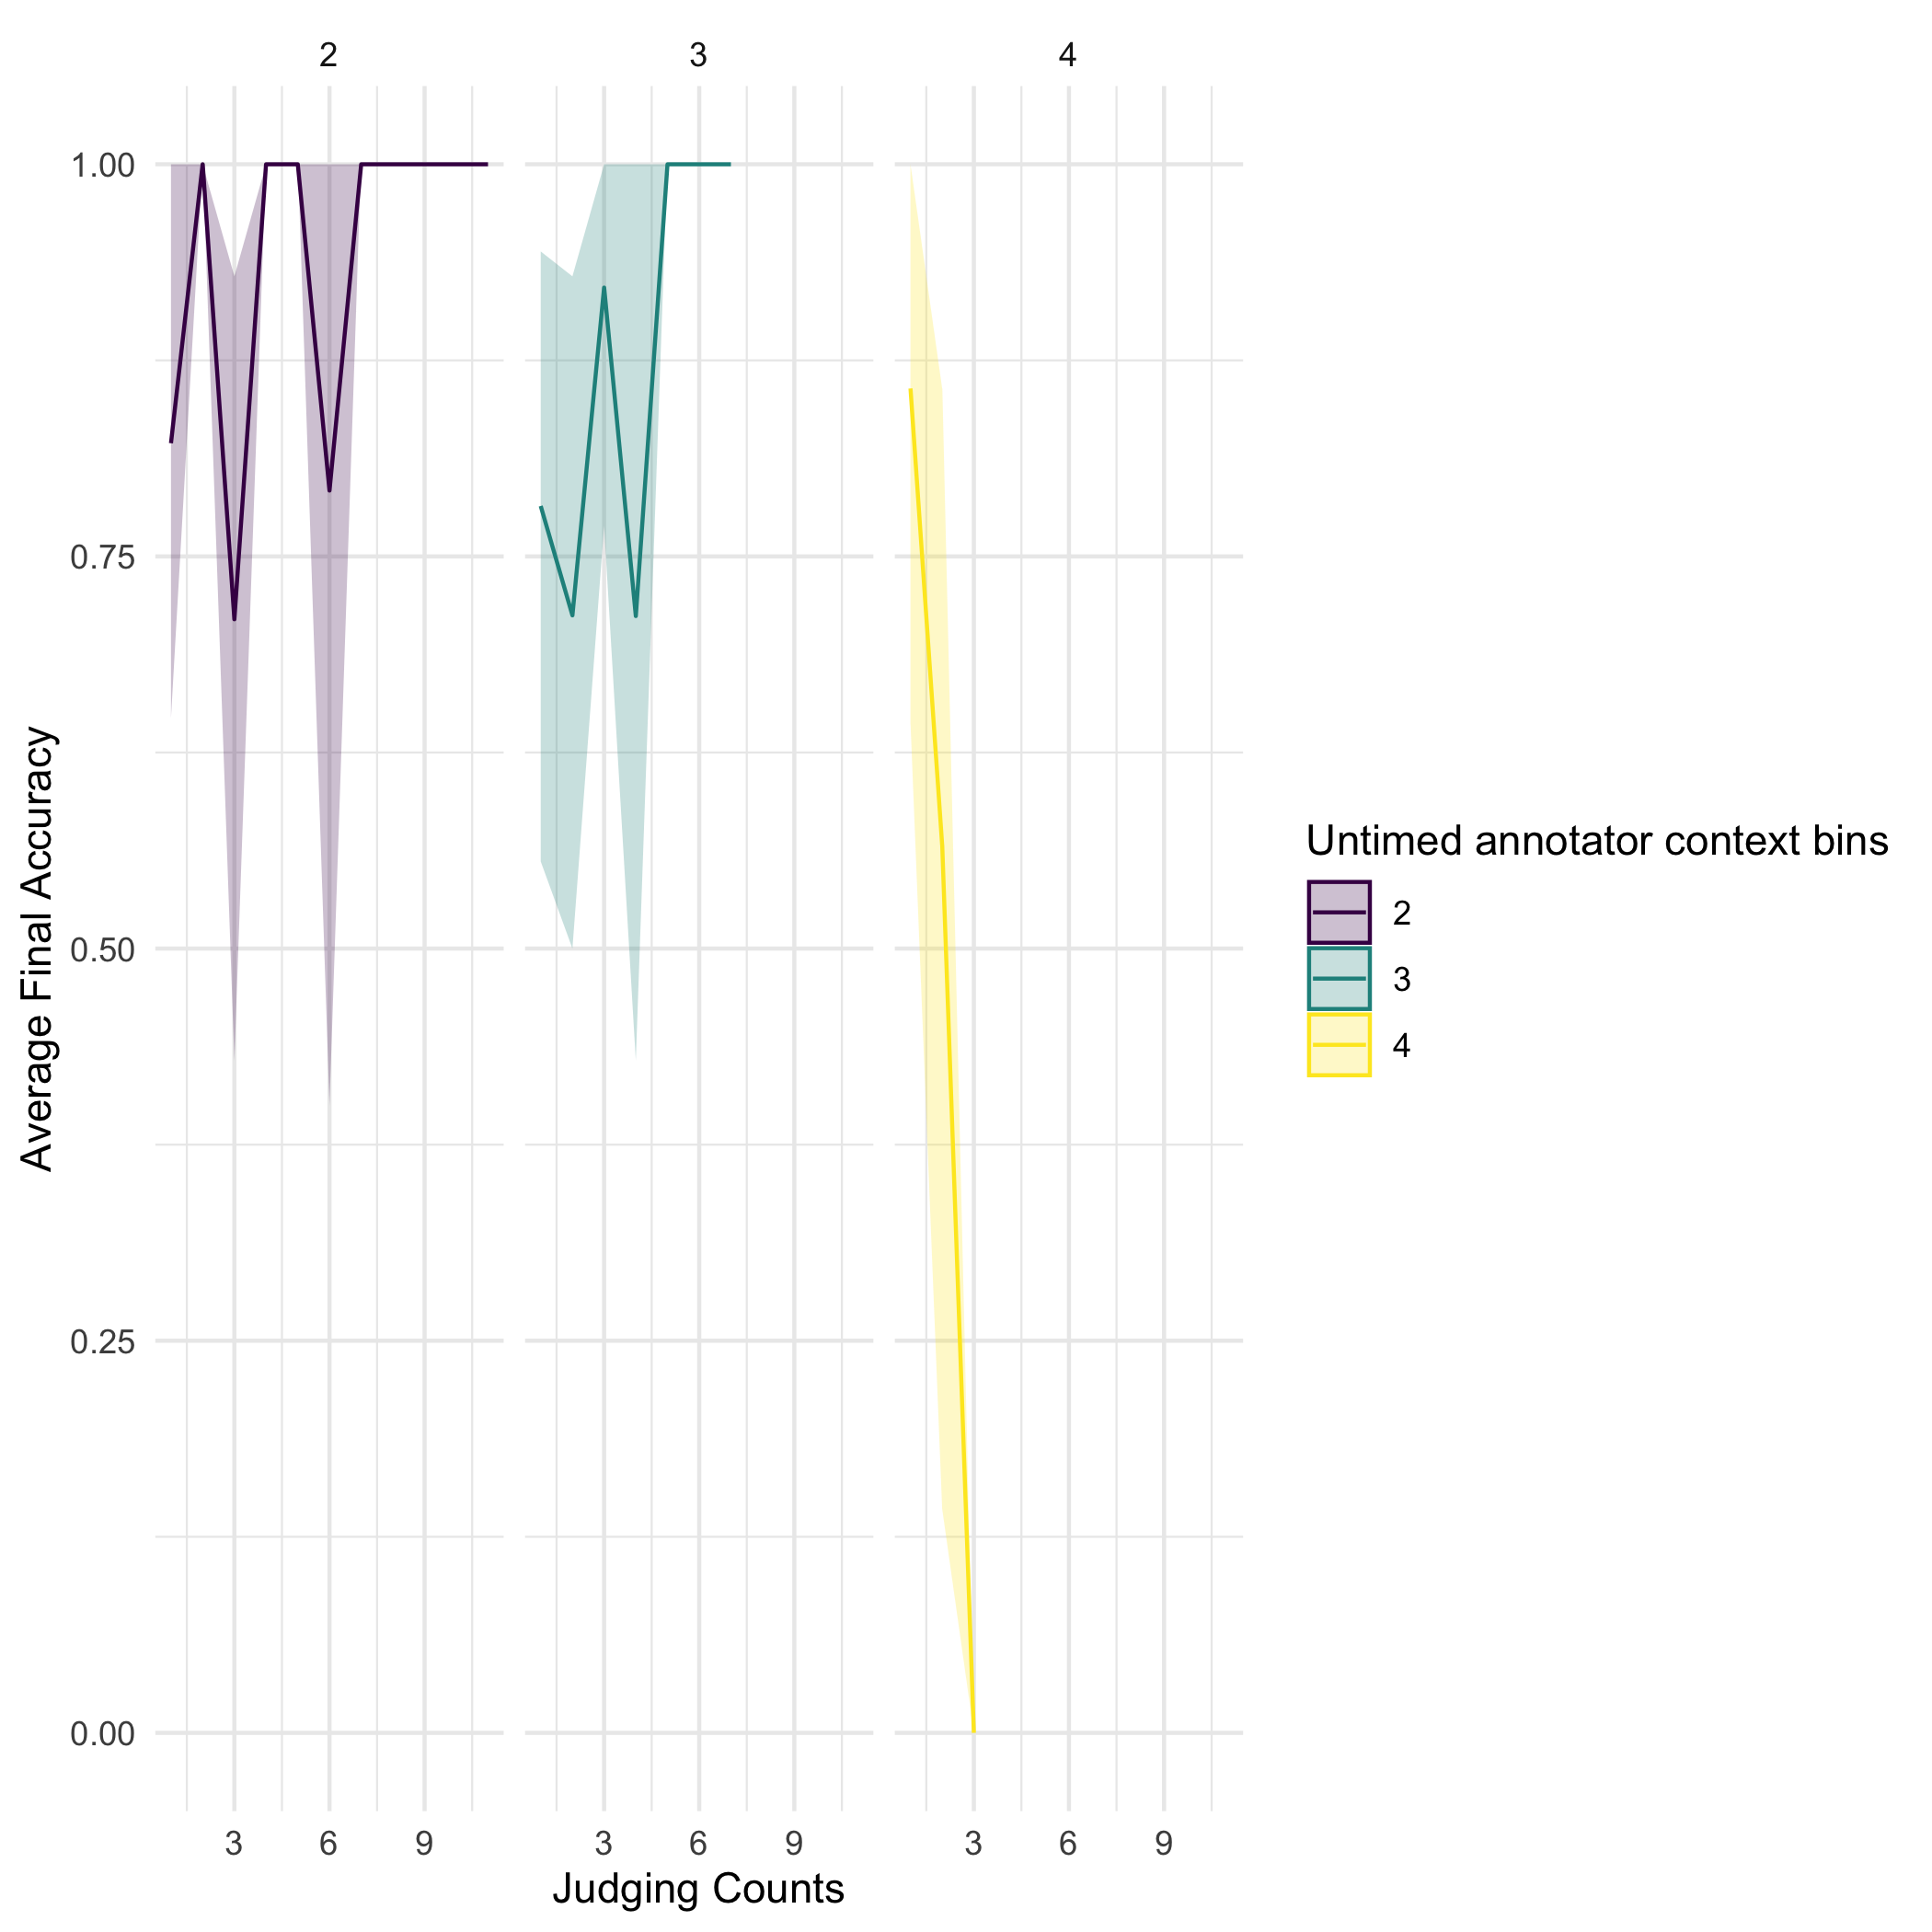 2 3 4
1.00
0.75
0.50
0.25
0.00
Average Final Accuracy
3 6 9 3 6 9 3 6 9
Judging Counts
Untimed annotator context bins
2
3
4